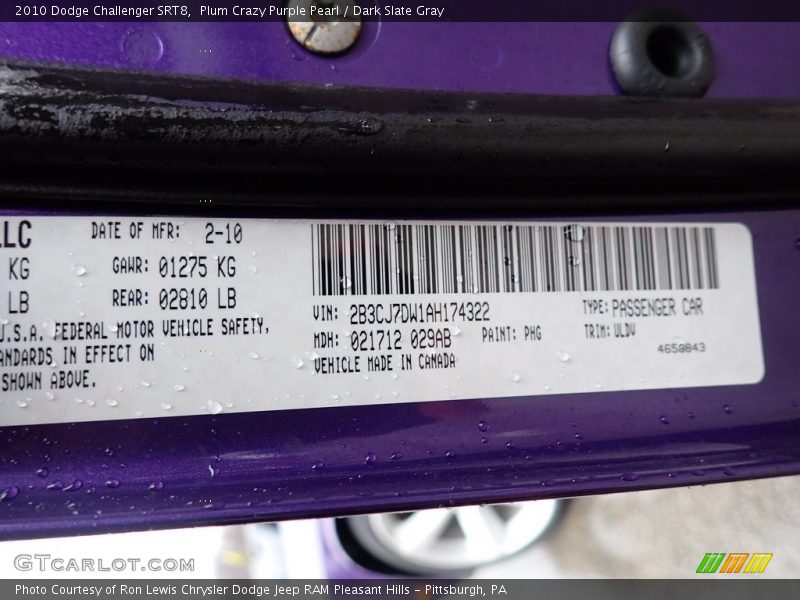 2010 Dodge Challenger SRT8,  Plum Crazy Purple Pearl / Dark Slate Gray
LLC DATE OF MFR: 2-10
KG GAWR: 01275 KG
LB REAR: 02810 LB
U.S.A. FEDERAL MOTOR VEHICLE SAFETY,
ANDARDS IN EFFECT ON
SHOWN ABOVE.
VIN: 2B3CJ7DW1AH174322 TYPE: PASSENGER CAR
MDH: 021712 029AB PAINT: PHG TRIM: ULDV
VEHICLE MADE IN CANADA
GTCARLOT.COM
Photo Courtesy of Ron Lewis Chrysler Dodge Jeep RAM Pleasant Hills – Pittsburgh, PA